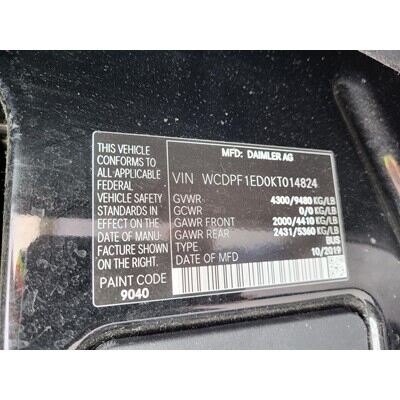 THIS VEHICLE
CONFORMS TO
ALL APPLICABLE
FEDERAL
VEHICLE SAFETY
STANDARDS IN
EFFECT ON THE
DATE OF MANU-
FACTURE SHOWN
ON THE RIGHT.
PAINT CODE
9040
MFD: DAIMLER AG
VIN WCDPF1ED0KT014824
GVWR 4300/9480 KG/LB
GCWR 0/0 KG/LB
GAWR FRONT 2000/4410 KG/LB
GAWR REAR 2431/5360 KG/LB
TYPE BUS
DATE OF MFD 10/2019